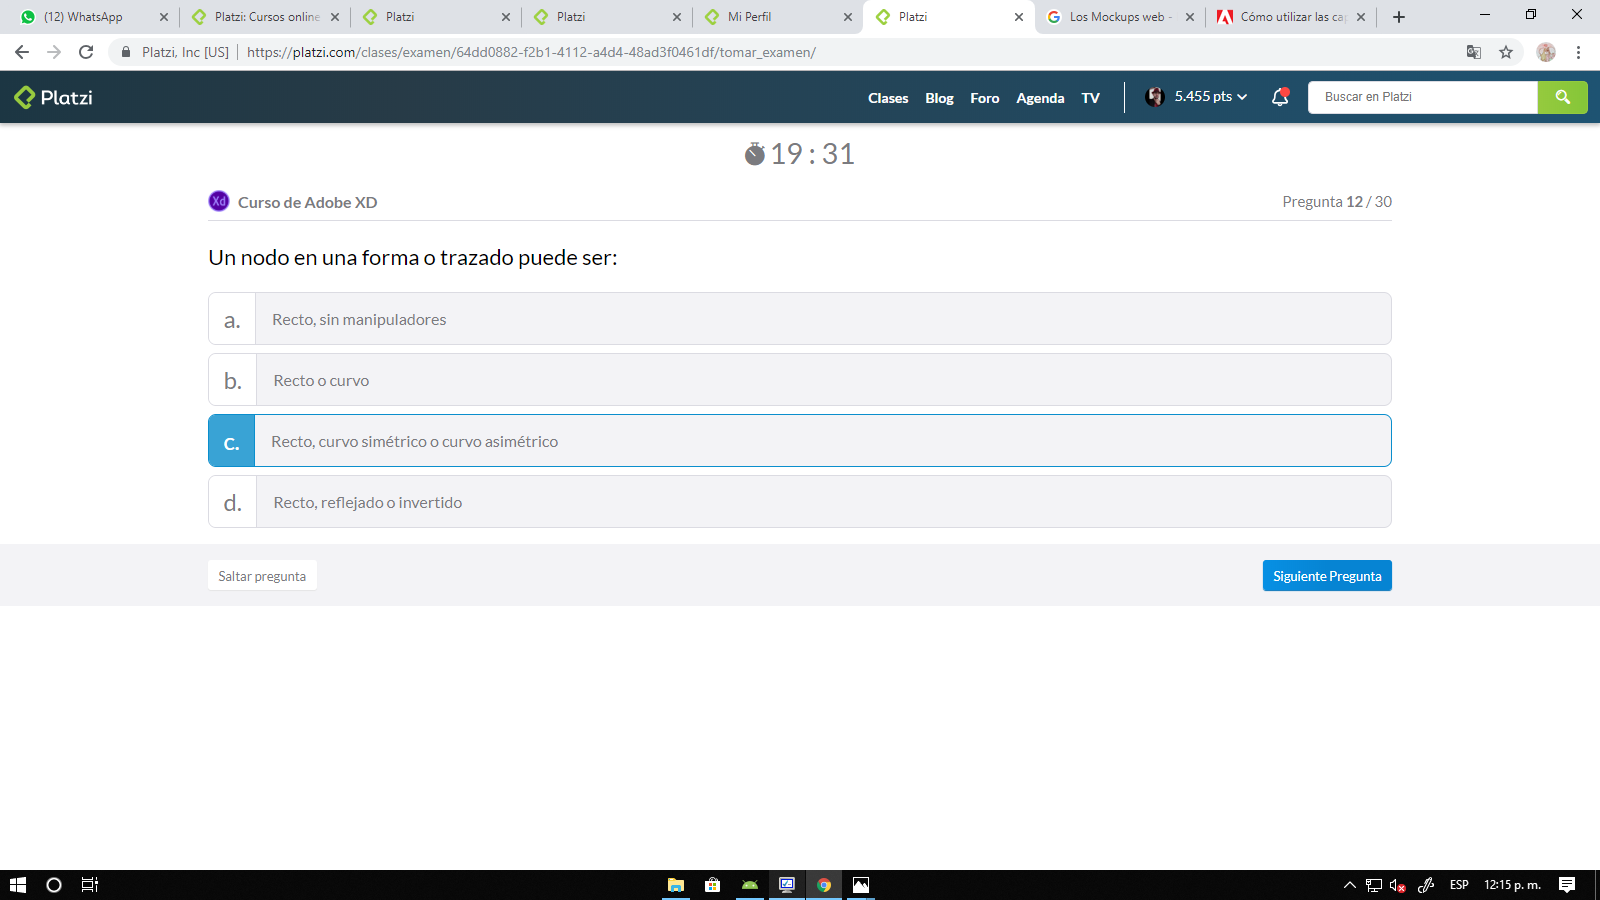 (12) WhatsApp
Platzi: Cursos online
Platzi
Platzi
Mi Perfil
Platzi
Los Mockups web -
Cómo utilizar las ca
Platzi, Inc [US] | https://platzi.com/clases/examen/64dd0882-f2b1-4112-a4d4-48ad3f0461df/tomar_examen/
Platzi
Clases Blog Foro Agenda TV
5.455 pts
Buscar en Platzi
19 : 31
Xd Curso de Adobe XD
Pregunta 12 / 30
Un nodo en una forma o trazado puede ser:
a. Recto, sin manipuladores
b. Recto o curvo
c. Recto, curvo simétrico o curvo asimétrico
d. Recto, reflejado o invertido
Saltar pregunta
Siguiente Pregunta
ESP 12:15 p. m.